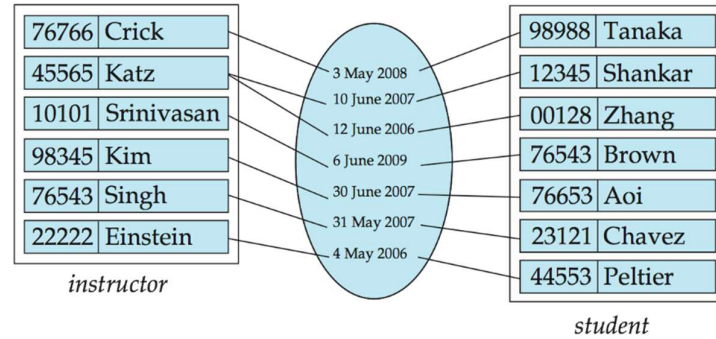 76766 Crick
45565 Katz
10101 Srinivasan
98345 Kim
76543 Singh
22222 Einstein
instructor
3 May 2008
10 June 2007
12 June 2006
6 June 2009
30 June 2007
31 May 2007
4 May 2006
98988 Tanaka
12345 Shankar
00128 Zhang
76543 Brown
76653 Aoi
23121 Chavez
44553 Peltier
student